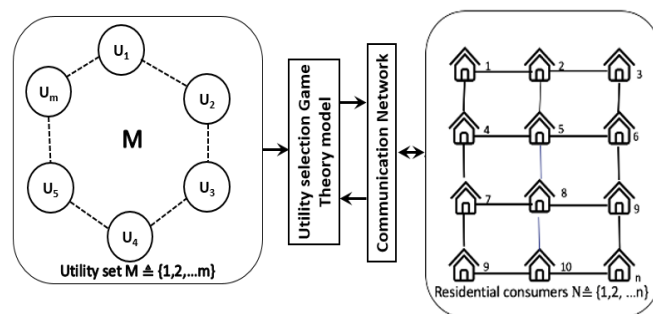 U1
U2
U3
U4
U5
Um
M
Utility set M ≜ {1,2,...m}
Utility selection Game
Theory model
Communication Network
1
2
3
4
5
6
7
8
9
9
10
n
Residential consumers N≜ {1,2, ...n}